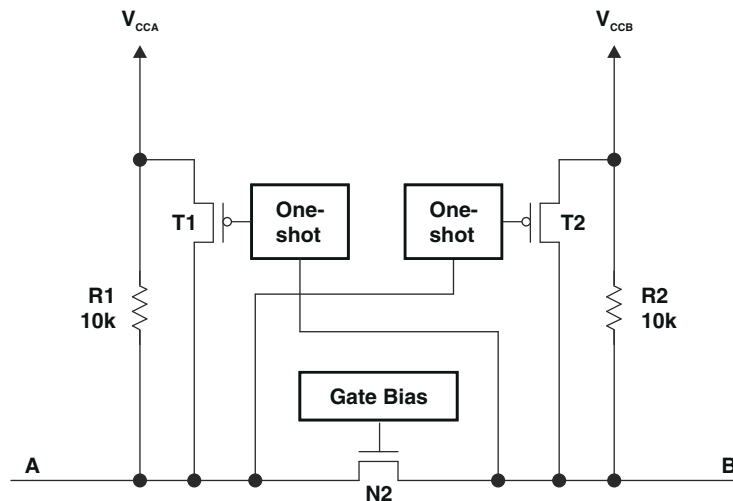 VCCA
VCCB
T1
One-
shot
One-
shot
T2
R1
10k
R2
10k
Gate Bias
A
B
N2